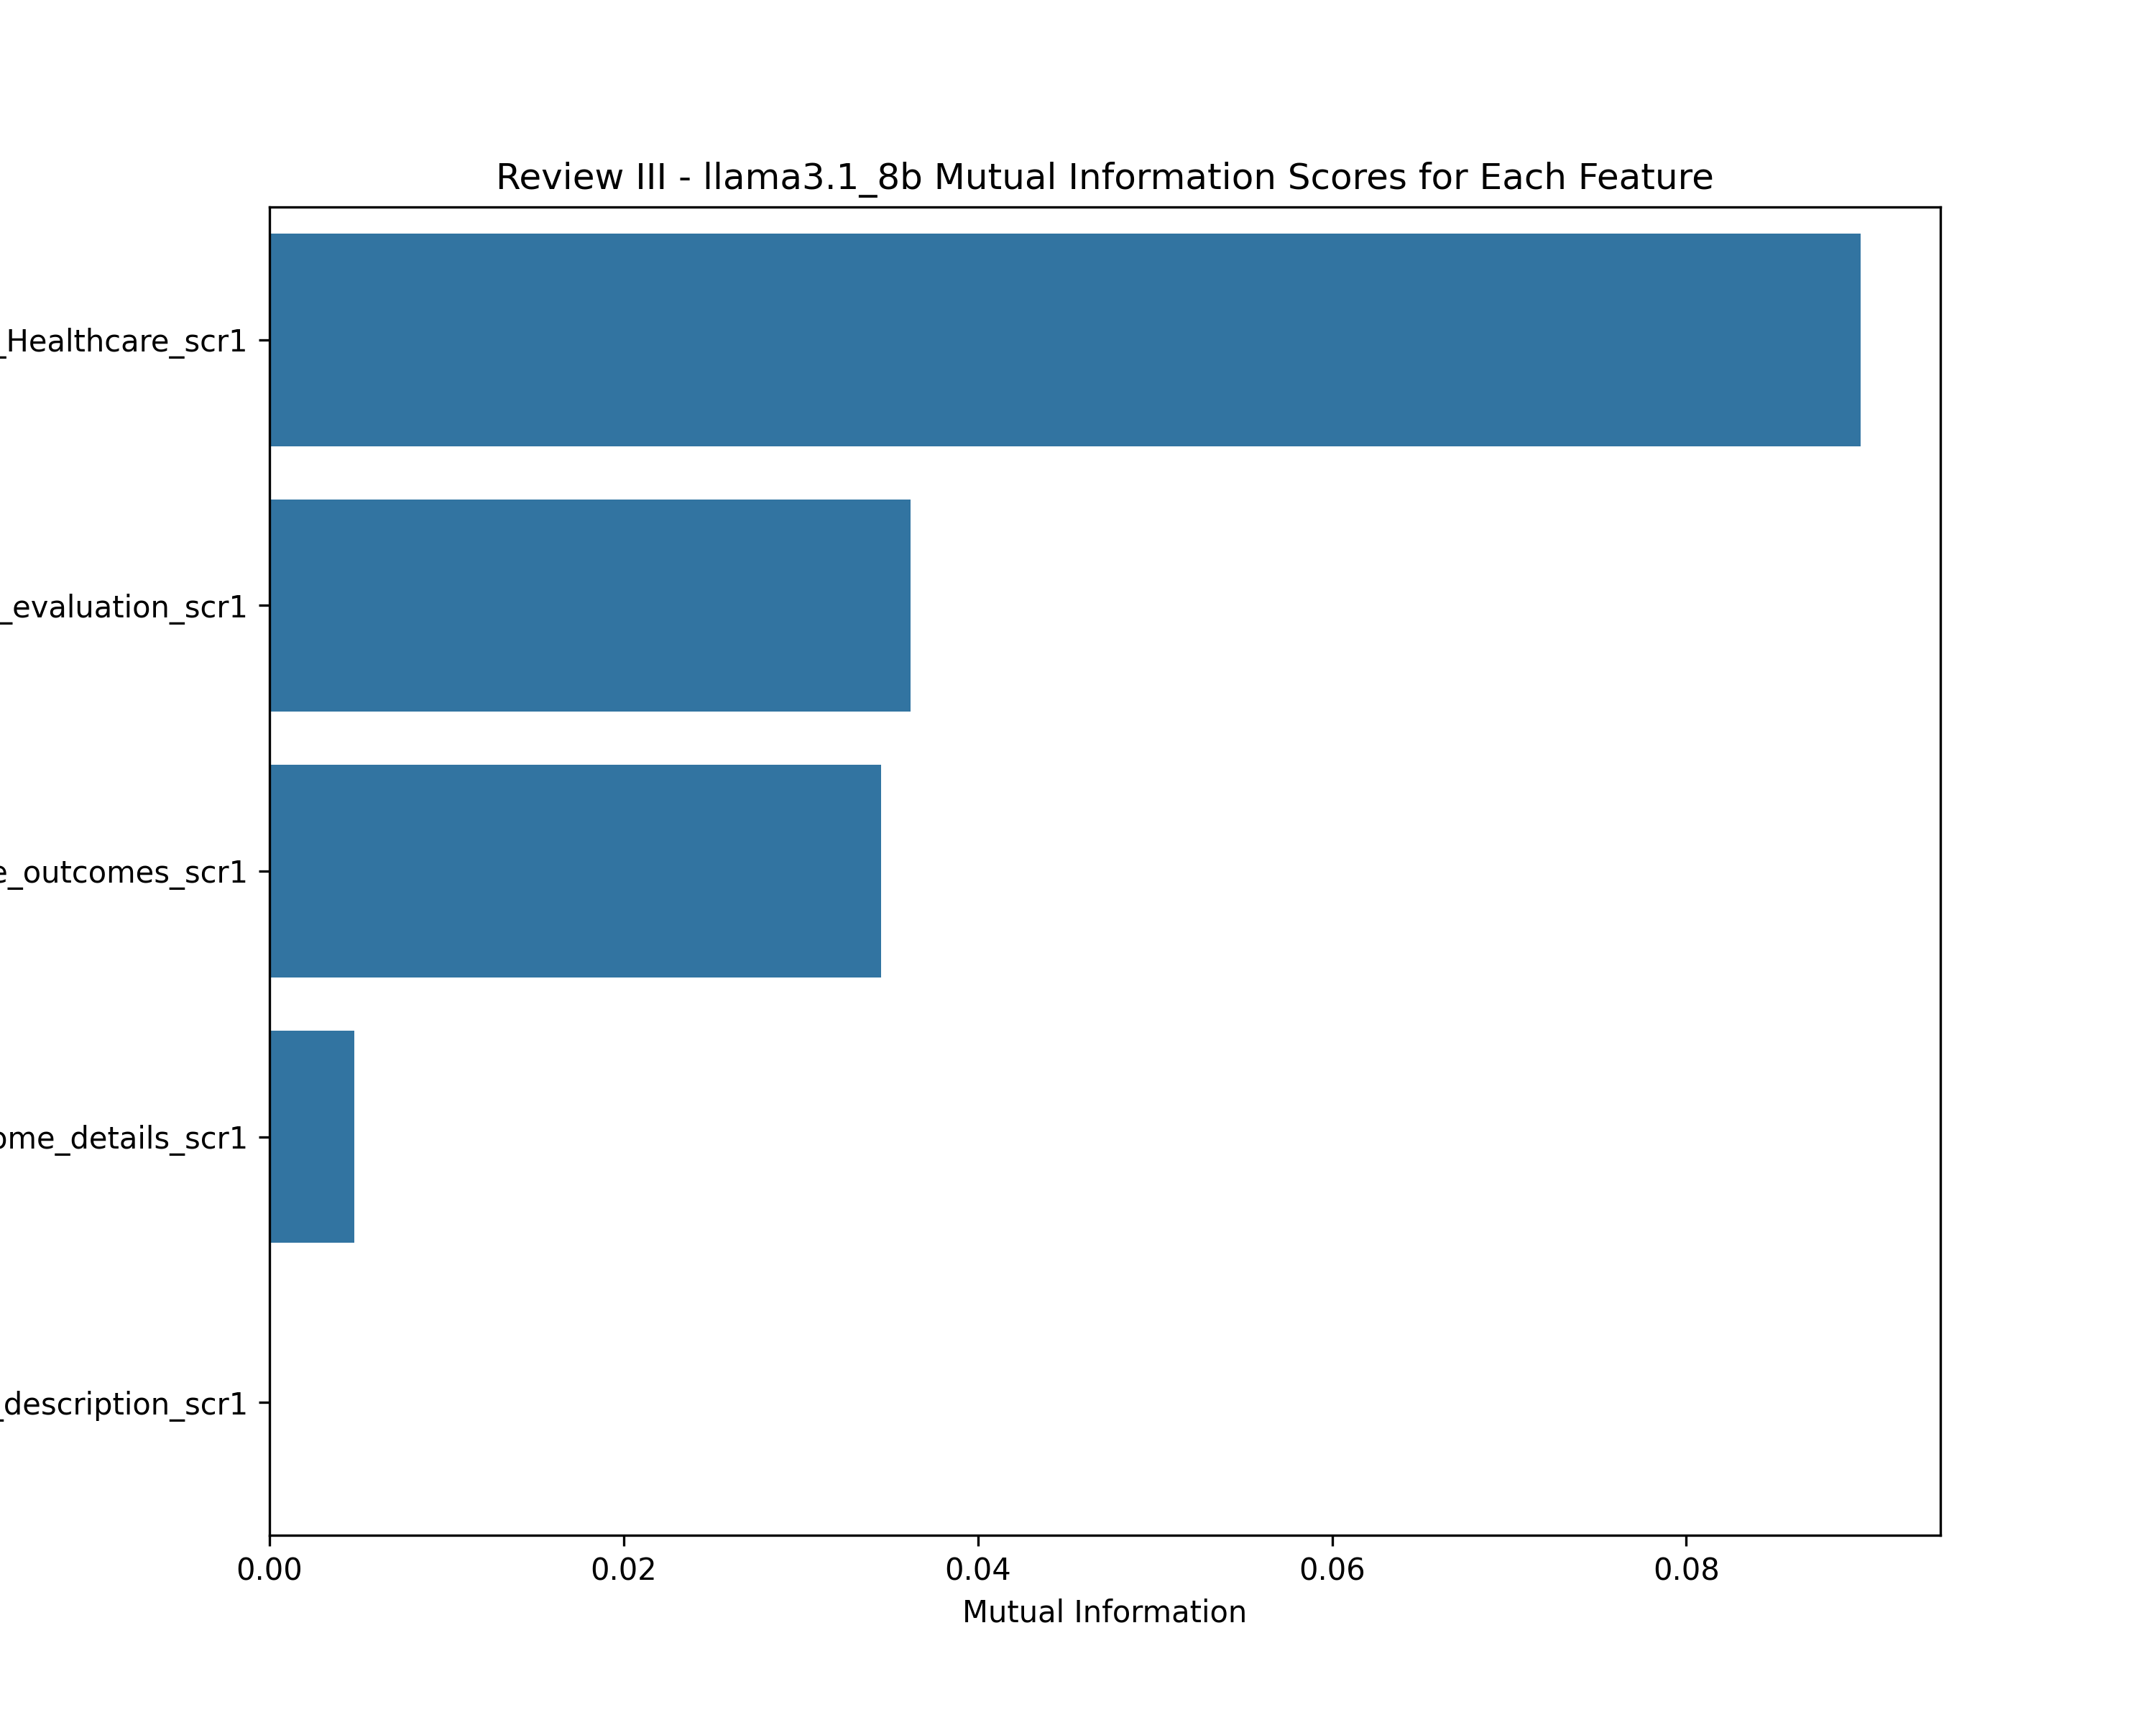 Review III - llama3.1_8b Mutual Information Scores for Each Feature
_Healthcare_scr1
_evaluation_scr1
e_outcomes_scr1
ome_details_scr1
_description_scr1
0.00 0.02 0.04 0.06 0.08
Mutual Information